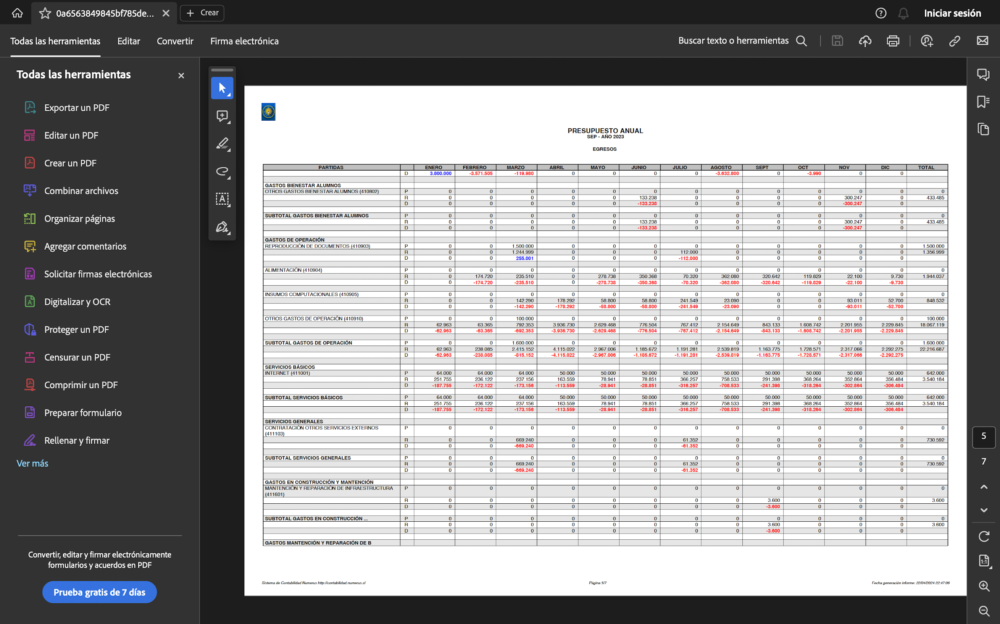 0a6563849845bf785de...
Crear
Iniciar sesión
Todas las herramientas Editar Convertir Firma electrónica
Buscar texto o herramientas
Todas las herramientas
Exportar un PDF
Editar un PDF
Crear un PDF
Combinar archivos
Organizar páginas
Agregar comentarios
Solicitar firmas electrónicas
Digitalizar y OCR
Proteger un PDF
Censurar un PDF
Comprimir un PDF
Preparar formulario
Rellenar y firmar
Ver más
Convertir, editar y firmar electrónicamente
formularios y acuerdos en PDF
Prueba gratis de 7 días
PRESUPUESTO ANUAL
SEP - AÑO 2023
EGRESOS
PARTIDAS ENERO FEBRERO MARZO ABRIL MAYO JUNIO JULIO AGOSTO SEPT OCT NOV DIC TOTAL
D 3.800.000 -3.571.505 -119.980 0 0 0 0 -3.632.800 0 -3.990 0 0
GASTOS BIENESTAR ALUMNOS
OTROS GASTOS BIENESTAR ALUMNOS (410802) P 0 0 0 0 0 0 0 0 0 0 0 0 0
R 0 0 0 0 0 133.238 0 0 0 0 300.247 0 433.485
D 0 0 0 0 0 -133.238 0 0 0 0 -300.247 0
SUBTOTAL GASTOS BIENESTAR ALUMNOS P 0 0 0 0 0 0 0 0 0 0 0 0 0
R 0 0 0 0 0 133.238 0 0 0 0 300.247 0 433.485
D 0 0 0 0 0 -133.238 0 0 0 0 -300.247 0
GASTOS DE OPERACIÓN
REPRODUCCIÓN DE DOCUMENTOS (410903) P 0 0 1.500.000 0 0 0 0 0 0 0 0 0 1.500.000
R 0 0 1.244.999 0 0 0 112.000 0 0 0 0 0 1.356.999
D 0 0 255.001 0 0 0 -112.000 0 0 0 0 0
ALIMENTACIÓN (410904) P 0 0 0 0 0 0 0 0 0 0 0 0 0
R 0 174.720 235.510 0 278.738 350.368 70.320 362.080 320.642 119.829 22.100 9.730 1.944.037
D 0 -174.720 -235.510 0 -278.738 -350.368 -70.320 -362.080 -320.642 -119.829 -22.100 -9.730
INSUMOS COMPUTACIONALES (410905) P 0 0 0 0 0 0 0 0 0 0 0 0 0
R 0 0 142.290 178.292 58.800 58.800 241.549 23.090 0 0 93.011 52.700 848.532
D 0 0 -142.290 -178.292 -58.800 -58.800 -241.549 -23.090 0 0 -93.011 -52.700
OTROS GASTOS DE OPERACIÓN (410910) P 0 0 100.000 0 0 0 0 0 0 0 0 0 100.000
R 62.963 63.365 792.353 3.936.730 2.629.468 776.504 767.412 2.154.649 843.133 1.608.742 2.201.955 2.229.845 18.067.119
D -62.963 -63.365 -692.353 -3.936.730 -2.629.468 -776.504 -767.412 -2.154.649 -843.133 -1.608.742 -2.201.955 -2.229.845
SUBTOTAL GASTOS DE OPERACIÓN P 0 0 1.600.000 0 0 0 0 0 0 0 0 0 1.600.000
R 62.963 238.085 2.415.152 4.115.022 2.967.006 1.185.672 1.191.281 2.539.819 1.163.775 1.728.571 2.317.066 2.292.275 22.216.687
D -62.963 -238.085 -815.152 -4.115.022 -2.967.006 -1.185.672 -1.191.281 -2.539.819 -1.163.775 -1.728.571 -2.317.066 -2.292.275
SERVICIOS BÁSICOS
INTERNET (411001) P 64.000 64.000 64.000 50.000 50.000 50.000 50.000 50.000 50.000 50.000 50.000 50.000 642.000
R 251.755 236.122 237.156 163.559 78.941 78.851 366.257 758.533 291.398 368.264 352.864 356.484 3.540.184
D -187.755 -172.122 -173.156 -113.559 -28.941 -28.851 -316.257 -708.533 -241.398 -318.264 -302.864 -306.484
SUBTOTAL SERVICIOS BÁSICOS P 64.000 64.000 64.000 50.000 50.000 50.000 50.000 50.000 50.000 50.000 50.000 50.000 642.000
R 251.755 236.122 237.156 163.559 78.941 78.851 366.257 758.533 291.398 368.264 352.864 356.484 3.540.184
D -187.755 -172.122 -173.156 -113.559 -28.941 -28.851 -316.257 -708.533 -241.398 -318.264 -302.864 -306.484
SERVICIOS GENERALES
CONTRATACIÓN OTROS SERVICIOS EXTERNOS P 0 0 0 0 0 0 0 0 0 0 0 0 0
(411103)
R 0 0 669.240 0 0 0 61.352 0 0 0 0 0 730.592
D 0 0 -669.240 0 0 0 -61.352 0 0 0 0 0
SUBTOTAL SERVICIOS GENERALES P 0 0 0 0 0 0 0 0 0 0 0 0 0
R 0 0 669.240 0 0 0 61.352 0 0 0 0 0 730.592
D 0 0 -669.240 0 0 0 -61.352 0 0 0 0 0
GASTOS EN CONSTRUCCIÓN Y MANTENCIÓN
MANTENCIÓN Y REPARACIÓN DE INFRAESTRUCTURA P 0 0 0 0 0 0 0 0 0 0 0 0 0
(411601)
R 0 0 0 0 0 0 0 0 3.600 0 0 0 3.600
D 0 0 0 0 0 0 0 0 -3.600 0 0 0
SUBTOTAL GASTOS EN CONSTRUCCIÓN ... P 0 0 0 0 0 0 0 0 0 0 0 0 0
R 0 0 0 0 0 0 0 0 3.600 0 0 0 3.600
D 0 0 0 0 0 0 0 0 -3.600 0 0 0
GASTOS MANTENCIÓN Y REPARACIÓN DE B
Sistema de Contabilidad Numerus http://contabilidad.numerus.cl Página 5/7 Fecha generación informe: 22/04/2024 22:47:06
5
7
1:1